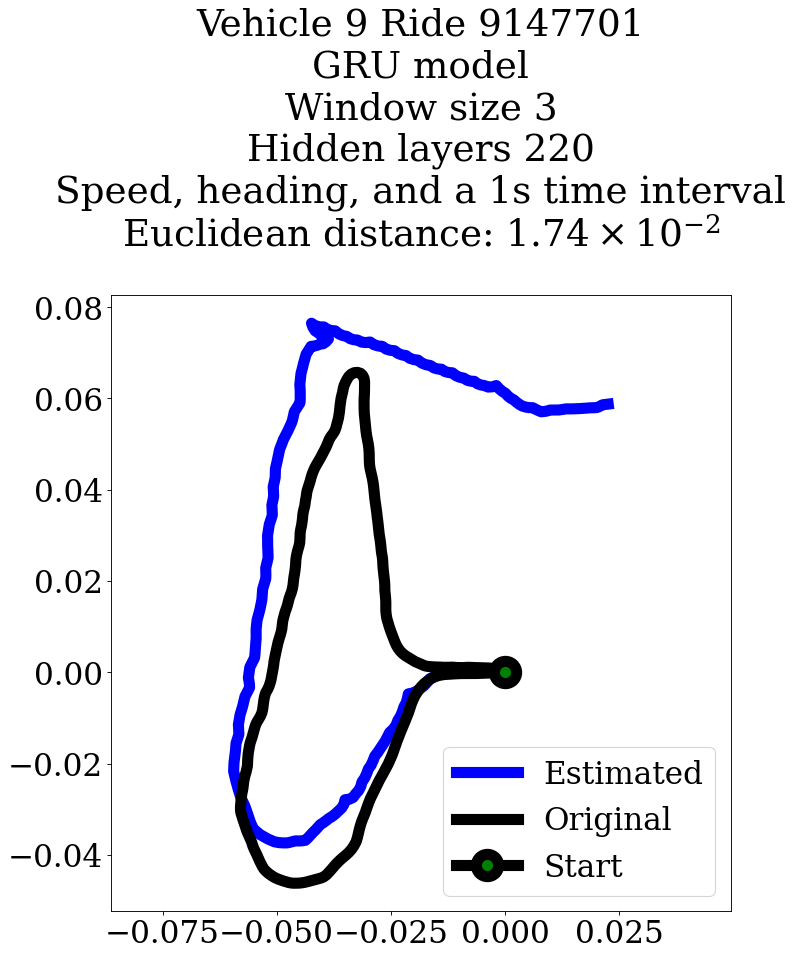 Vehicle 9 Ride 9147701
GRU model
Window size 3
Hidden layers 220
Speed, heading, and a 1s time interval
Euclidean distance: 1.74 × 10⁻²
0.08
0.06
0.04
0.02
0.00
−0.02
−0.04
Estimated
Original
Start
−0.075 −0.050 −0.025 0.000 0.025